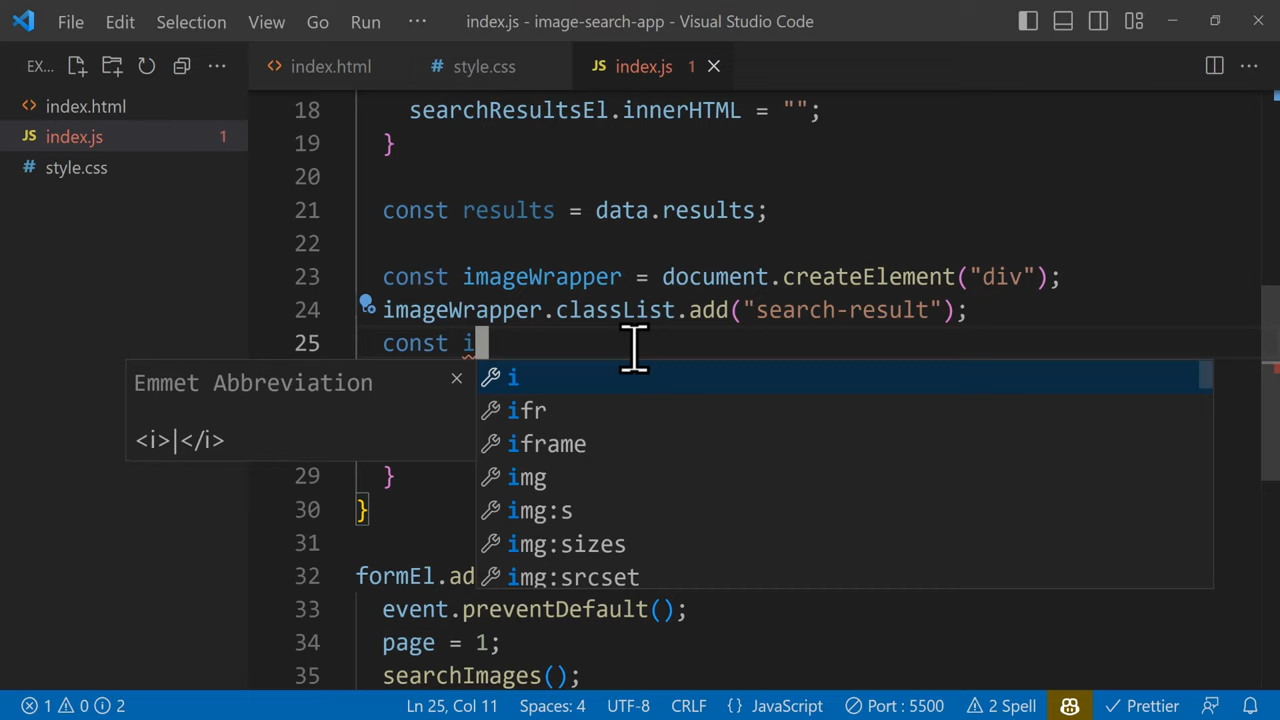 File Edit Selection View Go Run ··· index.js - image-search-app - Visual Studio Code
EX... ···
index.html
index.js 1
style.css
index.html style.css JS index.js 1 ···
18 searchResultsEl.innerHTML = "";
19 }
20
21 const results = data.results;
22
23 const imageWrapper = document.createElement("div");
24 imageWrapper.classList.add("search-result");
25 const i
Emmet Abbreviation
<i>|</i>
i
ifr
iframe
img
img:s
img:sizes
img:srcset
29 }
30 }
31
32 formEl.ad
33 event.preventDefault();
34 page = 1;
35 searchImages();
1 0 2 Ln 25, Col 11 Spaces: 4 UTF-8 CRLF {} JavaScript Port : 5500 2 Spell Prettier